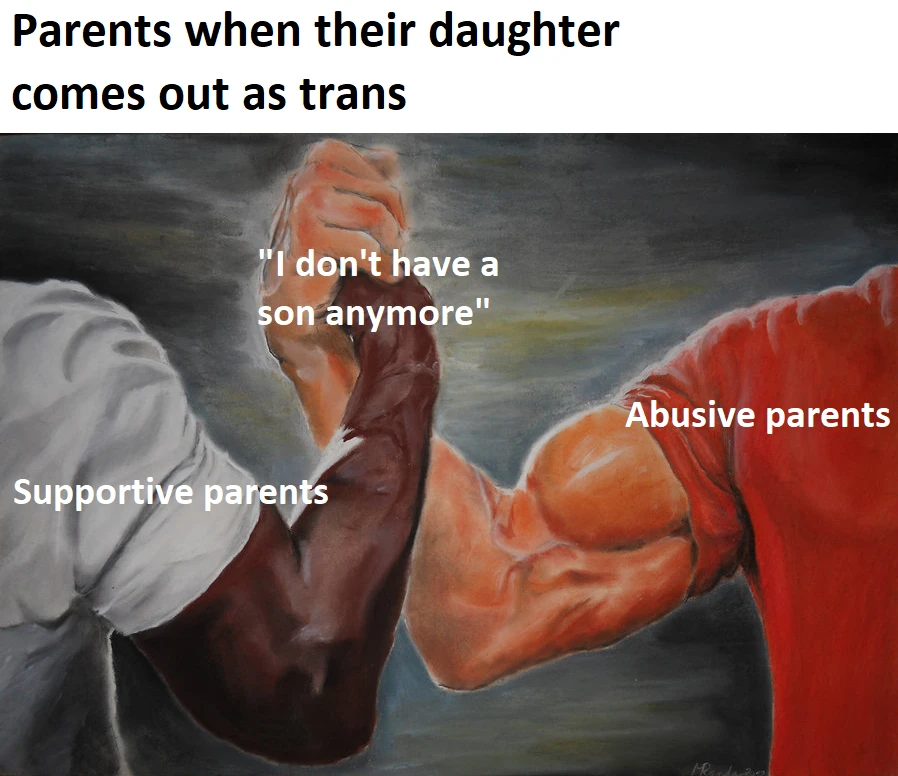 Parents when their daughter
comes out as trans
"I don't have a
son anymore"
Abusive parents
Supportive parents